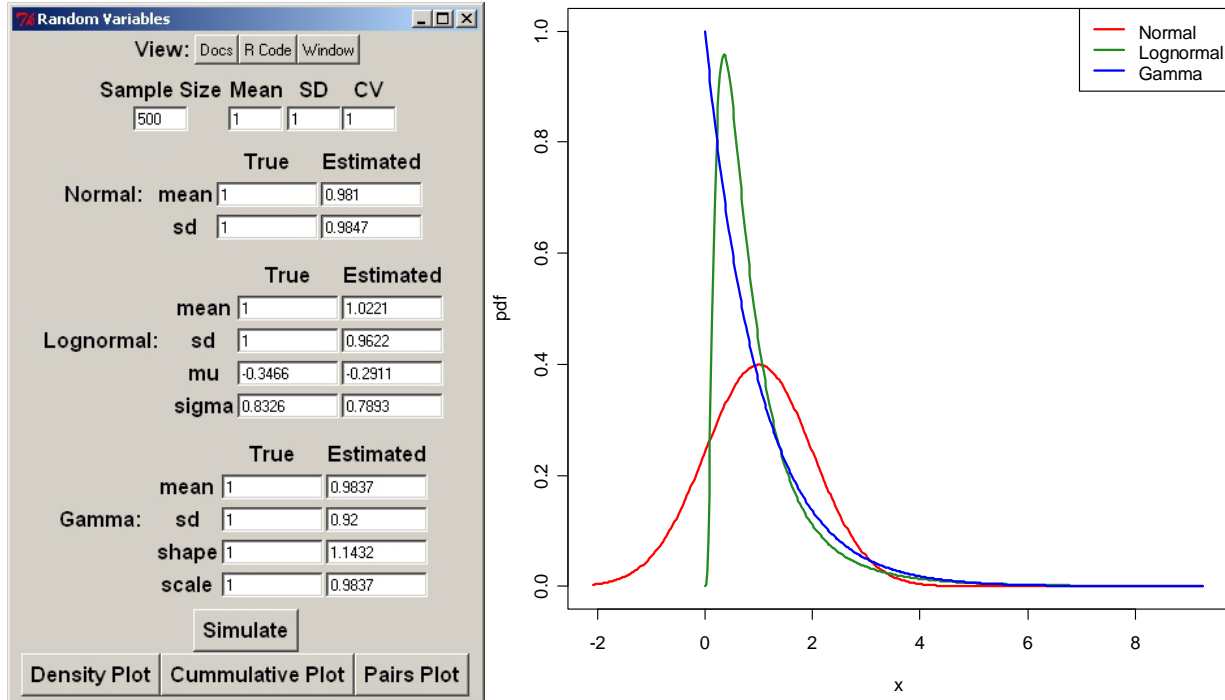 Random Variables
View: Docs R Code Window
Sample Size Mean SD CV
500 1 1 1
True Estimated
Normal: mean 1 0.981
sd 1 0.9847
True Estimated
mean 1 1.0221
Lognormal: sd 1 0.9622
mu -0.3466 -0.2911
sigma 0.8326 0.7893
True Estimated
mean 1 0.9837
Gamma: sd 1 0.92
shape 1 1.1432
scale 1 0.9837
Simulate
Density Plot Cummulative Plot Pairs Plot
Normal
Lognormal
Gamma
pdf
1.0
0.8
0.6
0.4
0.2
0.0
-2 0 2 4 6 8
x